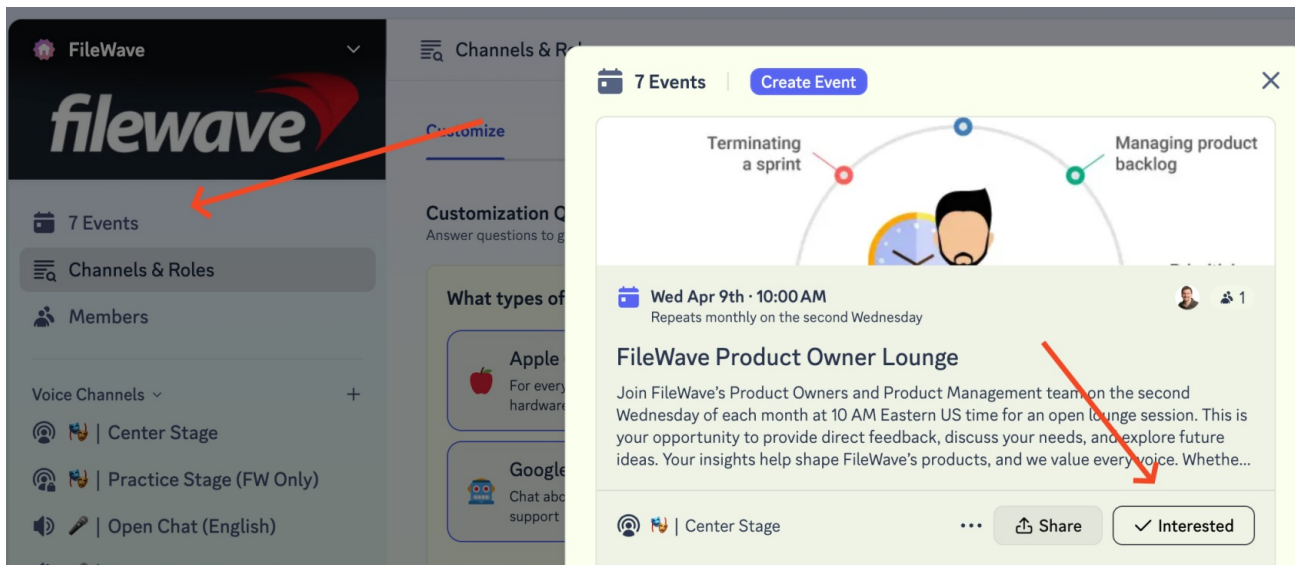 FileWave
filewave
7 Events
Channels & Roles
Members
Voice Channels
| Center Stage
| Practice Stage (FW Only)
| Open Chat (English)
Channels &
Customize
Customization
Answer questions to
What types of
Apple
For every
hardware
Google
Chat
support
7 Events
Create Event
Terminating
a sprint
Managing product
backlog
Wed Apr 9th · 10:00 AM
Repeats monthly on the second Wednesday
1
FileWave Product Owner Lounge
Join FileWave's Product Owners and Product Management team on the second
Wednesday of each month at 10 AM Eastern US time for an open lounge session. This is
your opportunity to provide direct feedback, discuss your needs, and explore future
ideas. Your insights help shape FileWave's products, and we value every voice. Whethe...
| Center Stage
Share
Interested